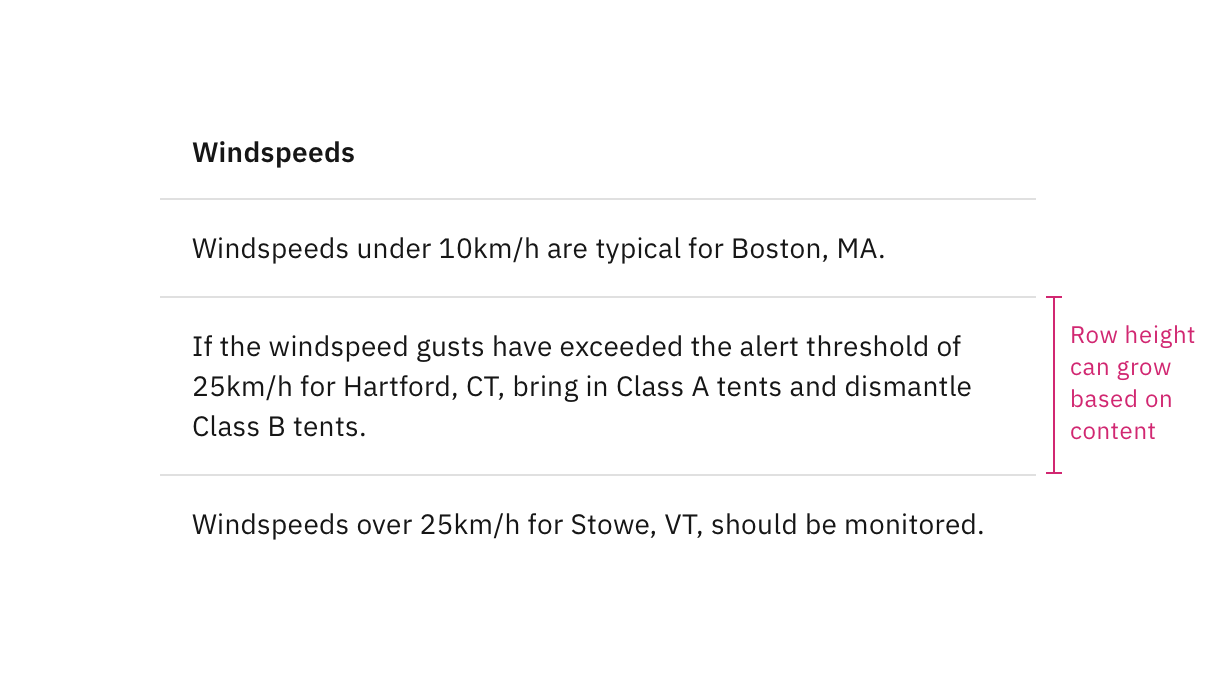 Windspeeds
Windspeeds under 10km/h are typical for Boston, MA.
If the windspeed gusts have exceeded the alert threshold of
25km/h for Hartford, CT, bring in Class A tents and dismantle
Class B tents.
Row height
can grow
based on
content
Windspeeds over 25km/h for Stowe, VT, should be monitored.